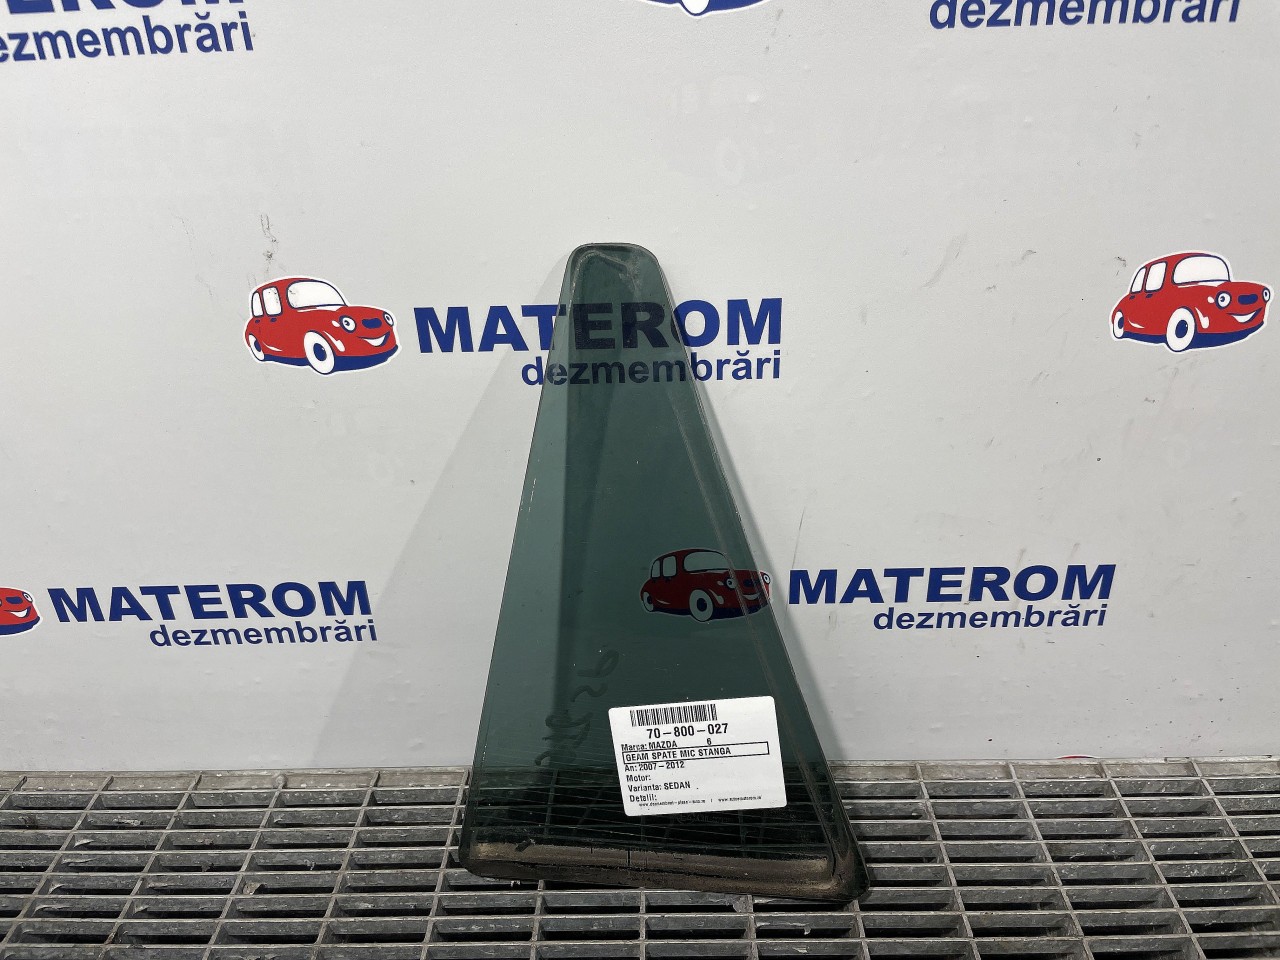 MATEROM
dezmembrări
dezmembrări
MATEROM
dezmembrări
MATEROM
dezmembrări
MATEROM
dezmembrări
70-800-027
Marca: MAZDA 6
GEAM SPATE MIC STANGA
An: 2007-2012
Motor:
Varianta: SEDAN .
Detalii: